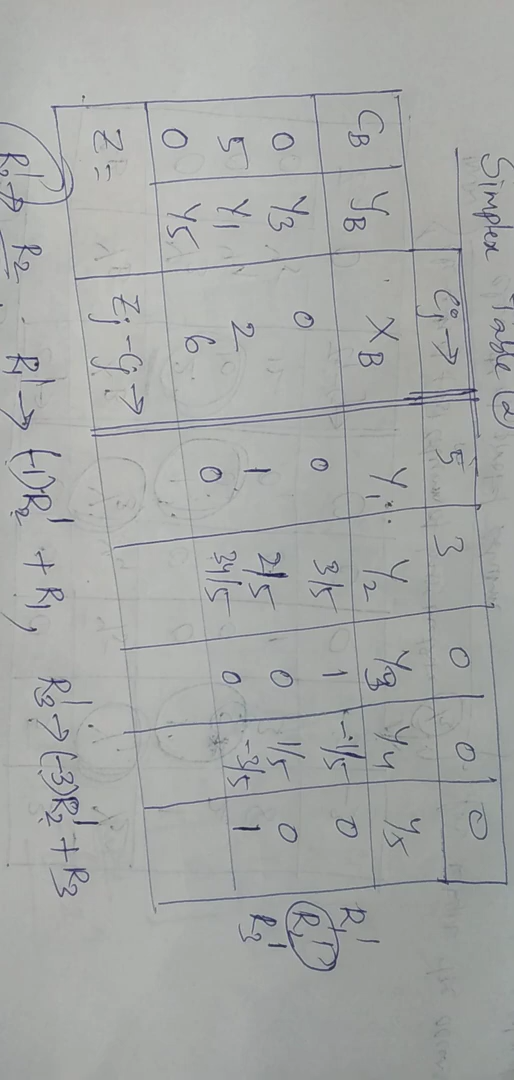 Simplex Table (2)
Cj → 5 3 0 0 0
CB YB XB Y1 Y2 Y3 Y4 Y5
0 Y3 0 0 3/5 1 -1/5 0 R1'
5 Y1 2 1 2/5 0 1/5 0 R2'
0 Y5 6 0 34/5 0 -3/5 1 R3'
Z = Zj - Cj →
R2' → R2 R1' → (-1)R2' + R1, R3' → (-3)R2' + R3